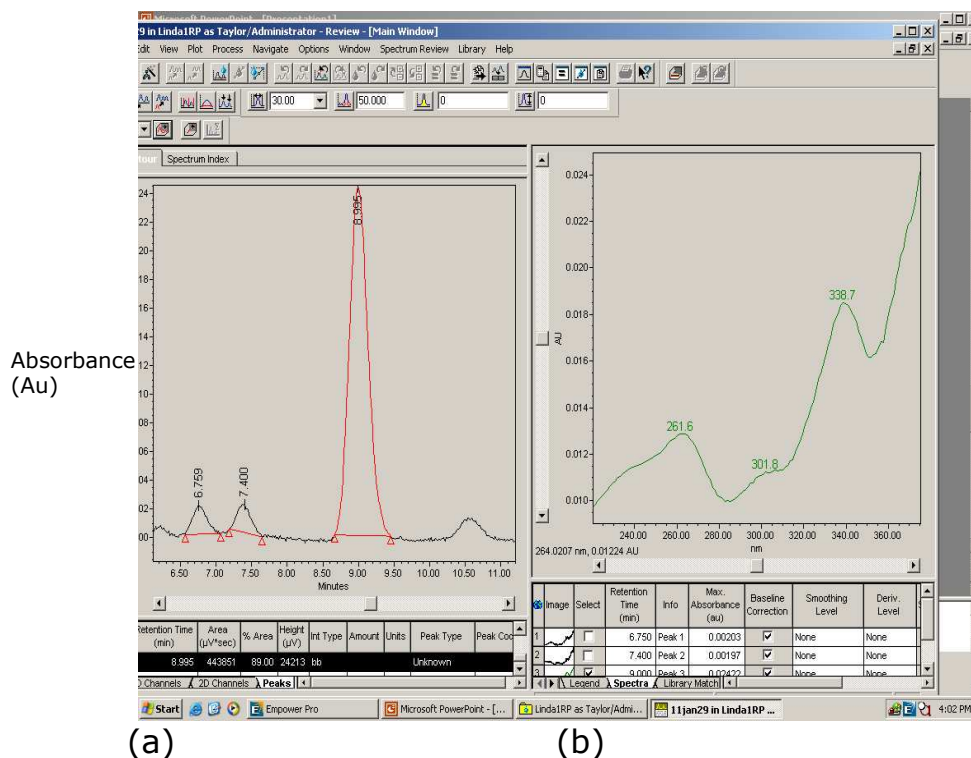 Microsoft PowerPoint - [Presentation1]
29 in Linda1RP as Taylor/Administrator - Review - [Main Window]
Edit View Plot Process Navigate Options Window Spectrum Review Library Help
30.00 50.000 0 0
tour Spectrum Index
Absorbance
(Au)
24
22
20
18
16
14
12
10
08
06
04
02
00
6.759
7.400
8.995
6.50 7.00 7.50 8.00 8.50 9.00 9.50 10.00 10.50 11.00
Minutes
Retention Time (min) Area (µV*sec) % Area Height (µV) Int Type Amount Units Peak Type Peak Cod
8.995 443851 89.00 24213 bb Unknown
D Channels 2D Channels Peaks
0.024
0.022
0.020
0.018
0.016
0.014
0.012
0.010
AU
261.6
301.8
338.7
240.00 260.00 280.00 300.00 320.00 340.00 360.00
nm
264.0207 nm, 0.01224 AU
Image Select Retention Time (min) Info Max. Absorbance (au) Baseline Correction Smoothing Level Deriv. Level
1 6.750 Peak 1 0.00203 None None
2 7.400 Peak 2 0.00197 None None
3 9.000 Peak 3 0.02422 None None
Legend Spectra Library Match
Start Empower Pro Microsoft PowerPoint - [... Linda1RP as Taylor/Admi... 11jan29 in Linda1RP ... 4:02 PM
(a) (b)